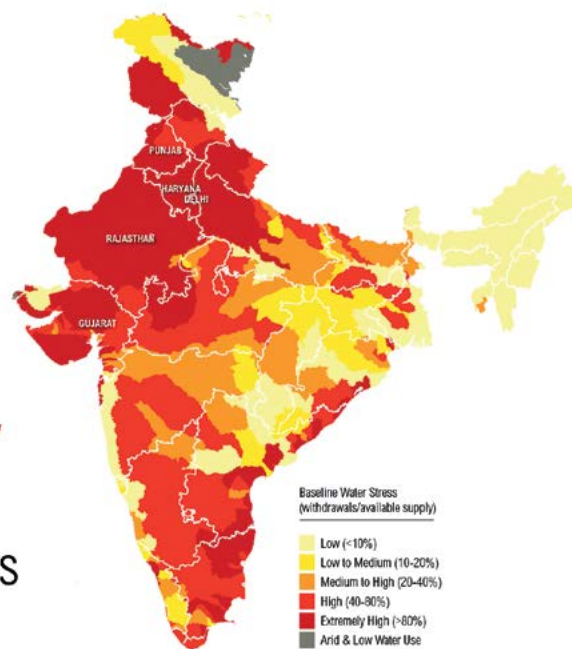 PUNJAB
HARYANA
DELHI
RAJASTHAN
GUJARAT
S
Baseline Water Stress
(withdrawals/available supply)
Low (<10%)
Low to Medium (10-20%)
Medium to High (20-40%)
High (40-80%)
Extremely High (>80%)
Arid & Low Water Use